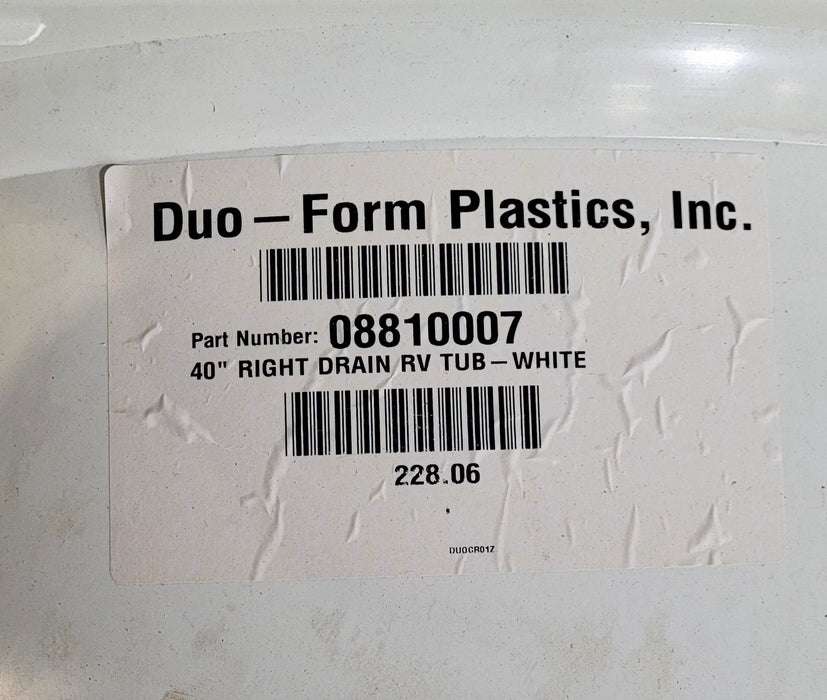 Duo – Form Plastics, Inc.
Part Number: 08810007
40" RIGHT DRAIN RV TUB – WHITE
228.06
DUOCR01Z